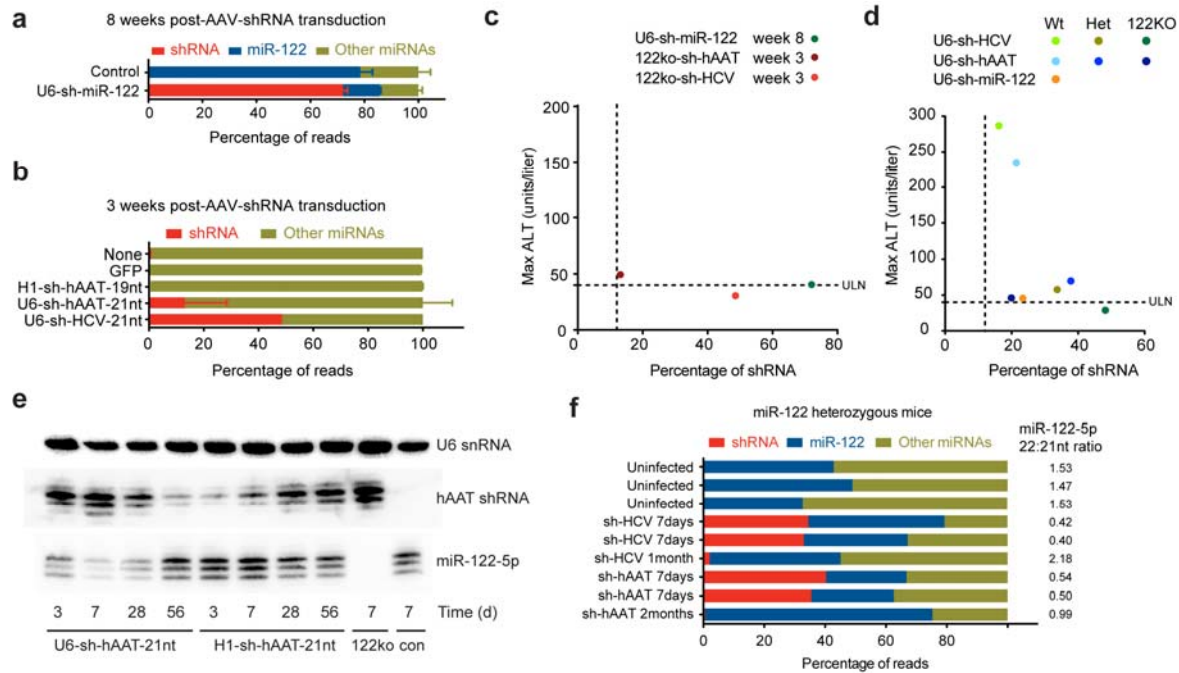 a
8 weeks post-AAV-shRNA transduction
shRNA miR-122 Other miRNAs
Control
U6-sh-miR-122
0 20 40 60 80 100
Percentage of reads
b
3 weeks post-AAV-shRNA transduction
shRNA Other miRNAs
None
GFP
H1-sh-hAAT-19nt
U6-sh-hAAT-21nt
U6-sh-HCV-21nt
0 20 40 60 80 100
Percentage of reads
c
U6-sh-miR-122 week 8
122ko-sh-hAAT week 3
122ko-sh-HCV week 3
Max ALT (units/liter)
200
150
100
50
0
ULN
0 20 40 60 80
Percentage of shRNA
d
Wt Het 122KO
U6-sh-HCV
U6-sh-hAAT
U6-sh-miR-122
Max ALT (units/liter)
300
250
200
150
100
50
0
ULN
0 20 40 60
Percentage of shRNA
e
U6 snRNA
hAAT shRNA
miR-122-5p
3 7 28 56 3 7 28 56 7 7 Time (d)
U6-sh-hAAT-21nt H1-sh-hAAT-21nt 122ko con
f
miR-122 heterozygous mice
shRNA miR-122 Other miRNAs
miR-122-5p
22:21nt ratio
Uninfected 1.53
Uninfected 1.47
Uninfected 1.53
sh-HCV 7days 0.42
sh-HCV 7days 0.40
sh-HCV 1month 2.18
sh-hAAT 7days 0.54
sh-hAAT 7days 0.50
sh-hAAT 2months 0.99
0 20 40 60 80
Percentage of reads